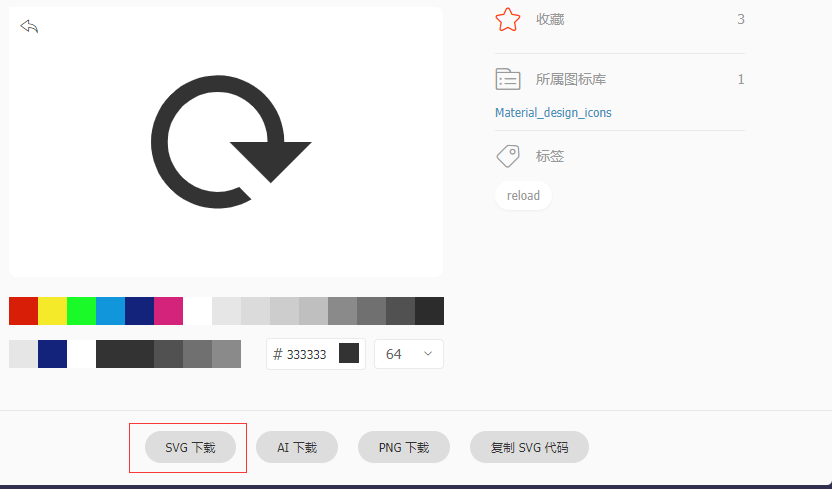 收藏 3
所属图标库 1
Material_design_icons
标签
reload
# 333333 64
SVG 下载 AI 下载 PNG 下载 复制 SVG 代码